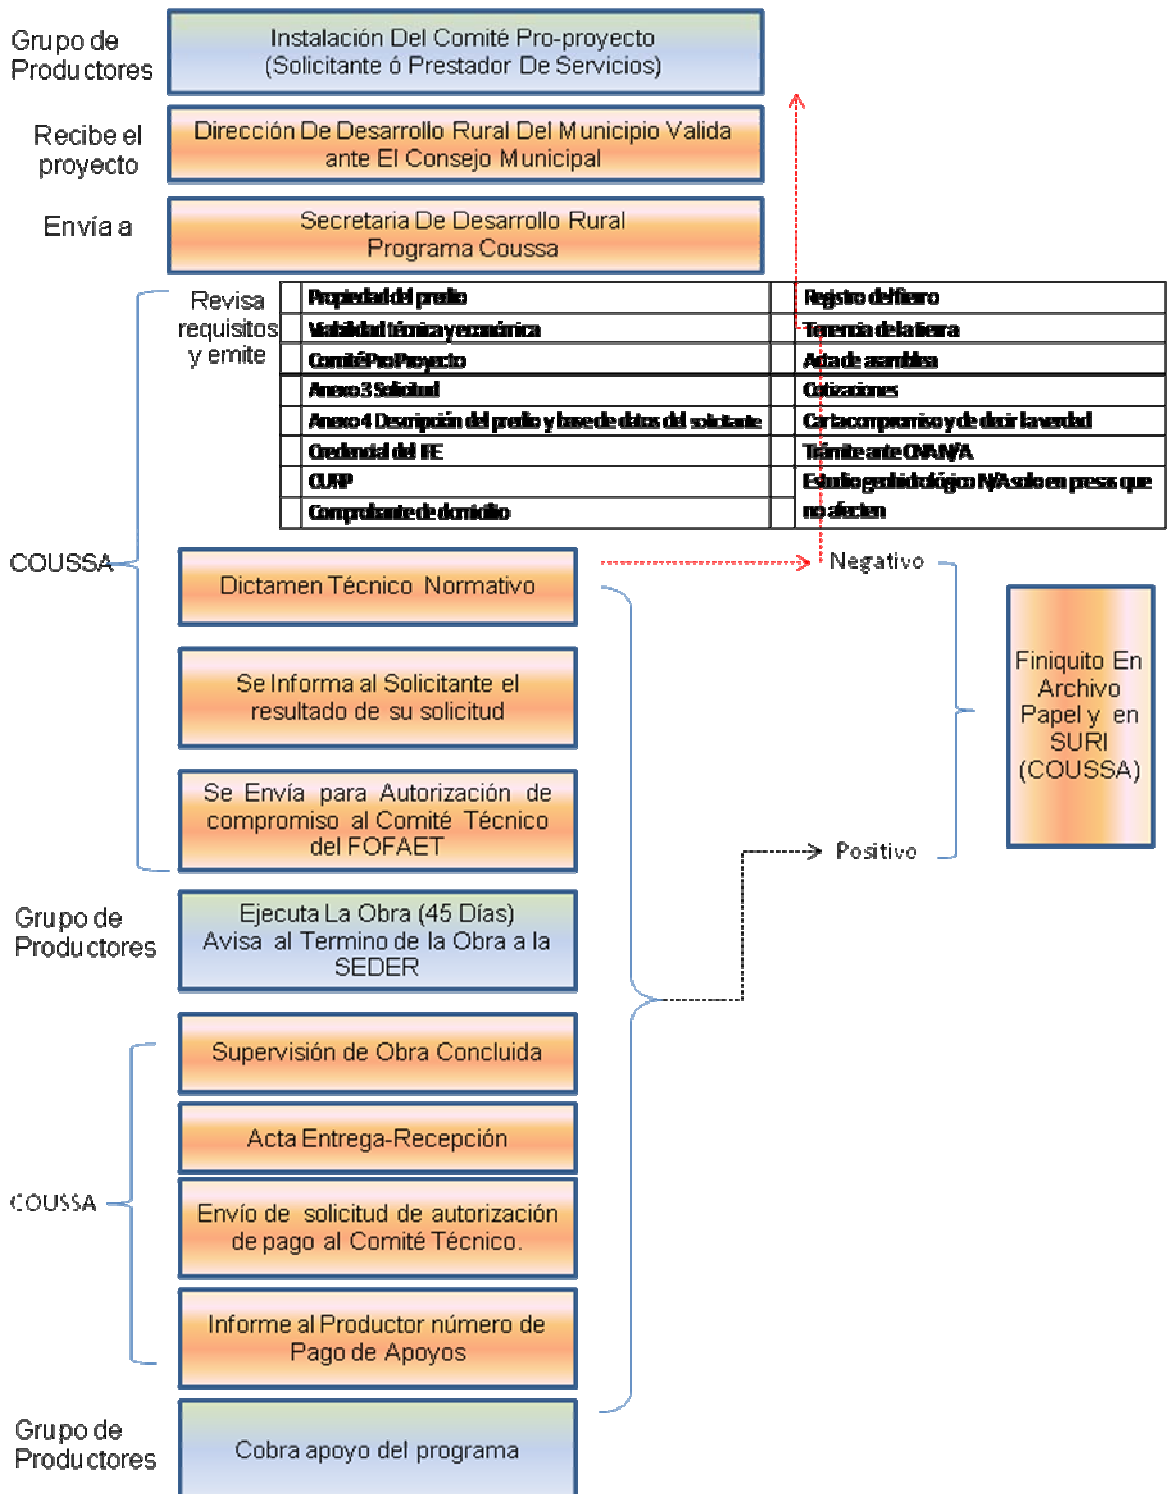 Grupo de
Productores
Instalación Del Comité Pro-proyecto
(Solicitante ó Prestador De Servicios)
Recibe el
proyecto
Dirección De Desarrollo Rural Del Municipio Valida
ante El Consejo Municipal
Envía a
Secretaria De Desarrollo Rural
Programa Coussa
Revisa
requisitos
y emite
Propiedad del predio
Registro del fierro
Viabilidad técnica y económica
Tenencia de la tierra
Comité Pro Proyecto
Acta de asamblea
Anexo 3 Solicitud
Cotizaciones
Anexo 4 Descripción del predio y base de datos del solicitante
Carta compromiso y de decir la verdad
Credencial del IFE
Trámite ante CNA N/A
CURP
Estudio geohidrológico N/A solo en presas que
no afecten
Comprobante de domicilio
COUSSA
Dictamen Técnico Normativo
Negativo
Se Informa al Solicitante el
resultado de su solicitud
Finiquito En
Archivo
Papel y en
SURI
(COUSSA)
Se Envía para Autorización de
compromiso al Comité Técnico
del FOFAET
Positivo
Grupo de
Productores
Ejecuta La Obra (45 Días)
Avisa al Termino de la Obra a la
SEDER
Supervisión de Obra Concluida
Acta Entrega-Recepción
COUSSA
Envío de solicitud de autorización
de pago al Comité Técnico.
Informe al Productor número de
Pago de Apoyos
Grupo de
Productores
Cobra apoyo del programa